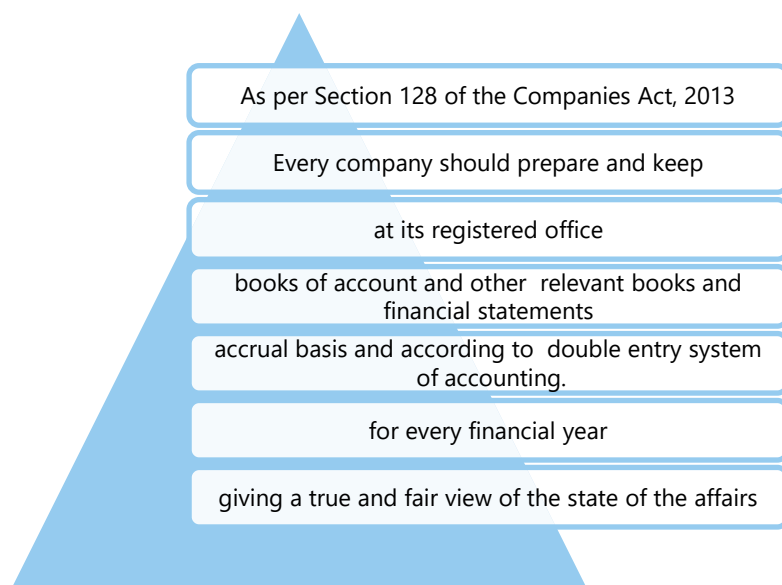 As per Section 128 of the Companies Act, 2013
Every company should prepare and keep
at its registered office
books of account and other  relevant books and
financial statements
accrual basis and according to  double entry system
of accounting.
for every financial year
giving a true and fair view of the state of the affairs